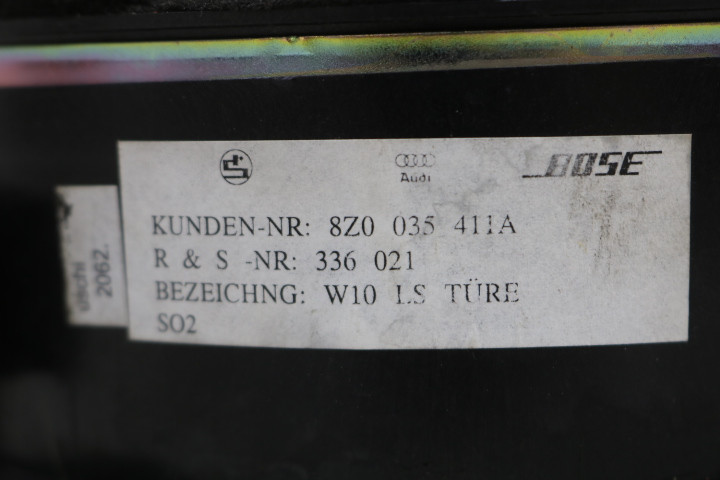 Audi BOSE
KUNDEN-NR: 8Z0 035 411A
R & S -NR: 336 021
BEZEICHNG: W10 LS TÜRE
SO2
2062.